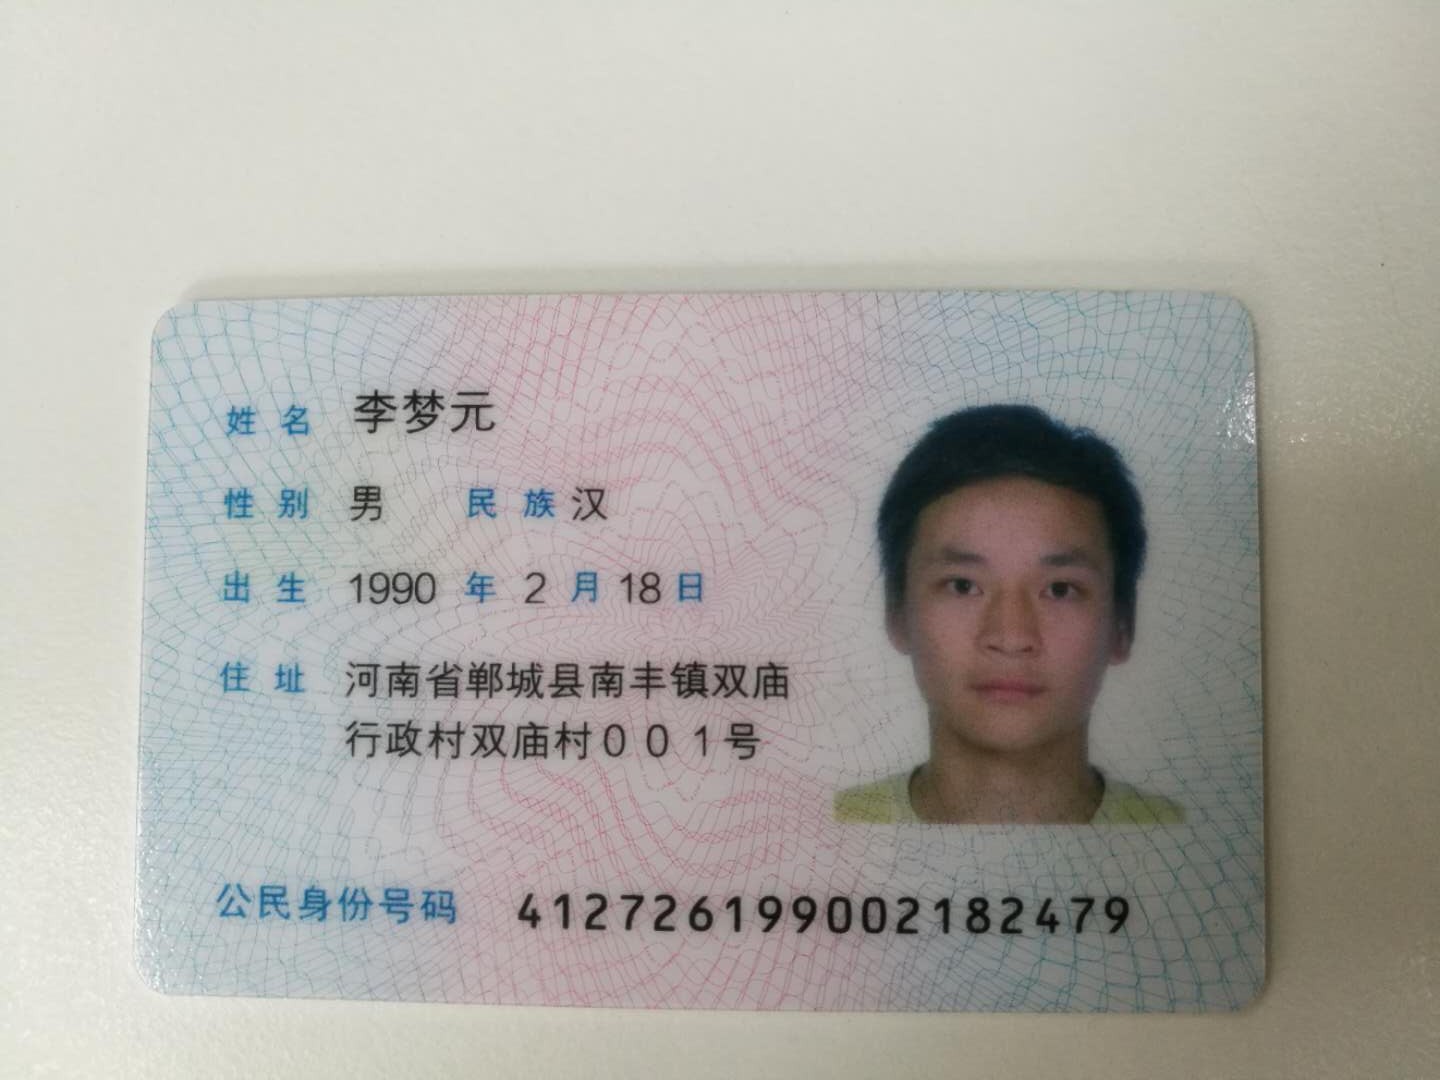 姓名 李梦元
性别 男 民族 汉
出生 1990 年 2 月 18 日
住址 河南省郸城县南丰镇双庙
行政村双庙村001号
公民身份号码 412726199002182479